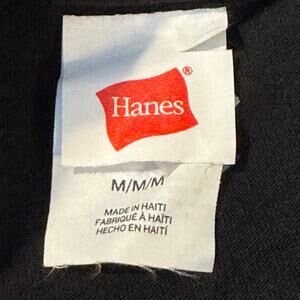 Hanes®
M/M/M
MADE IN HAITI
FABRIQUÉ À HAÏTI
HECHO EN HAITÍ